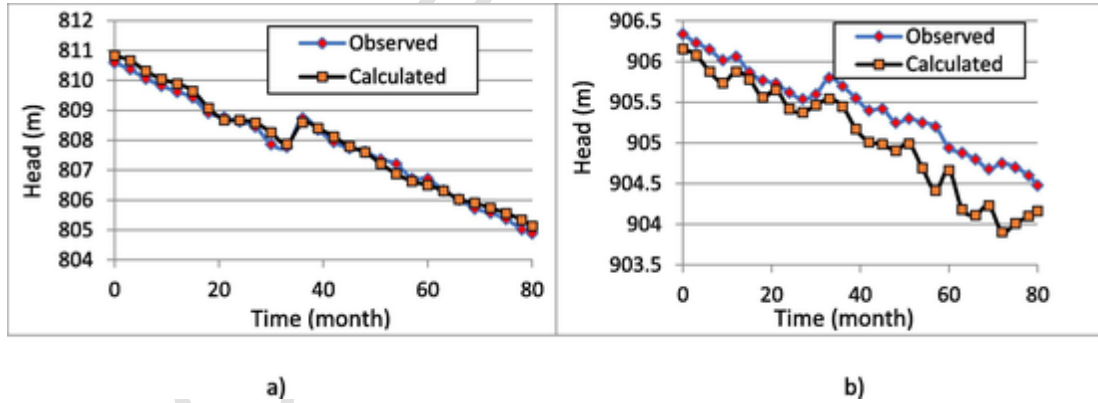 812
811
810
809
808
807
806
805
804
Head (m)
Observed
Calculated
0 20 40 60 80
Time (month)
906.5
906
905.5
905
904.5
904
903.5
Head (m)
Observed
Calculated
0 20 40 60 80
Time (month)
a) b)